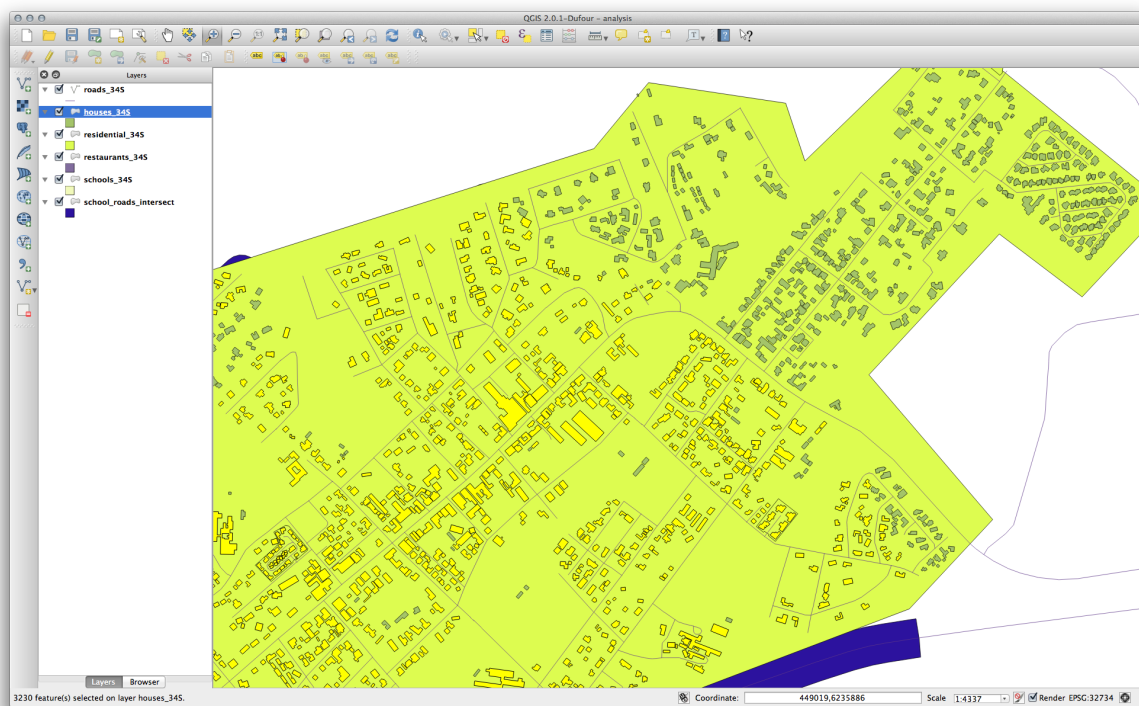 QGIS 2.0.1-Dufour - analysis
Layers
roads_34S
houses_34S
residential_34S
restaurants_34S
schools_34S
school_roads_intersect
Layers Browser
3230 feature(s) selected on layer houses_34S.
Coordinate: 449019,6235886 Scale 1:4337 Render EPSG:32734